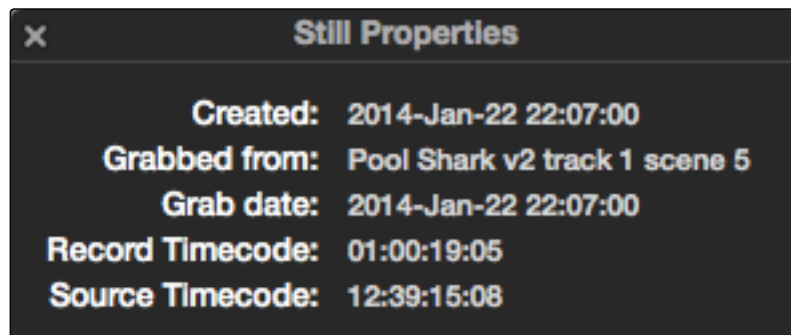 Still Properties
Created: 2014-Jan-22 22:07:00
Grabbed from: Pool Shark v2 track 1 scene 5
Grab date: 2014-Jan-22 22:07:00
Record Timecode: 01:00:19:05
Source Timecode: 12:39:15:08